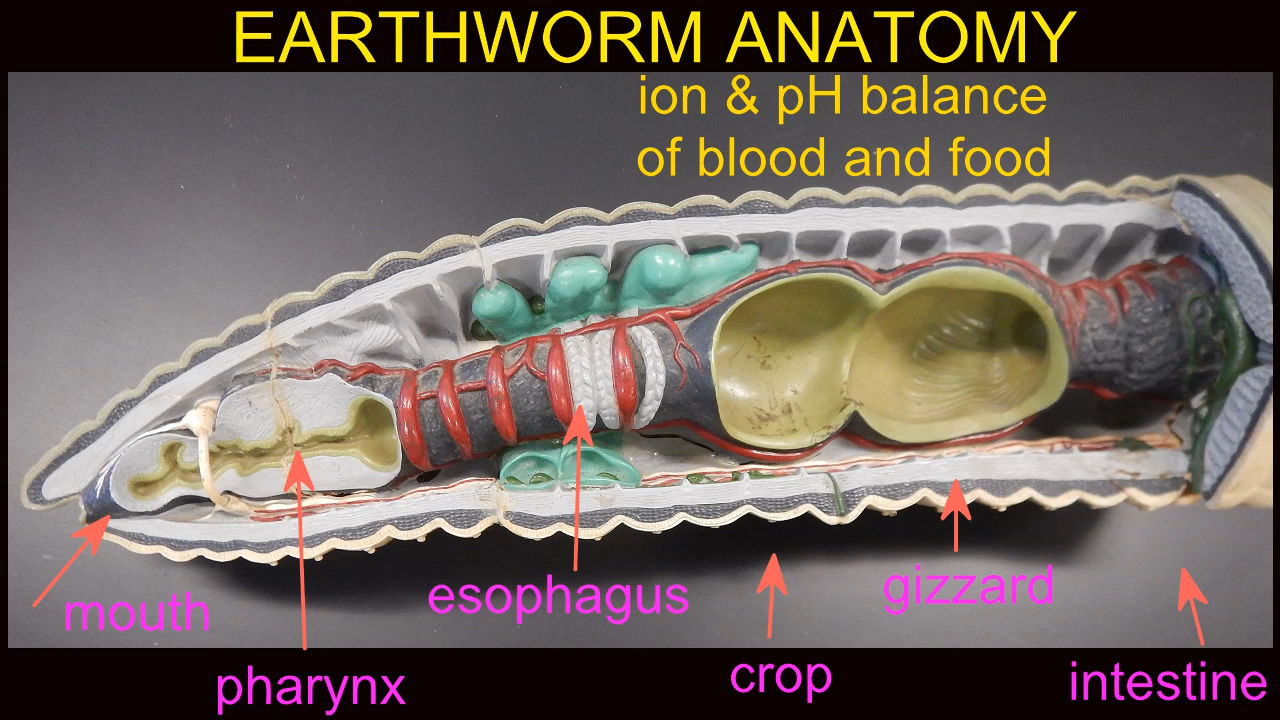 EARTHWORM ANATOMY
ion & pH balance
of blood and food
mouth
pharynx
esophagus
crop
gizzard
intestine